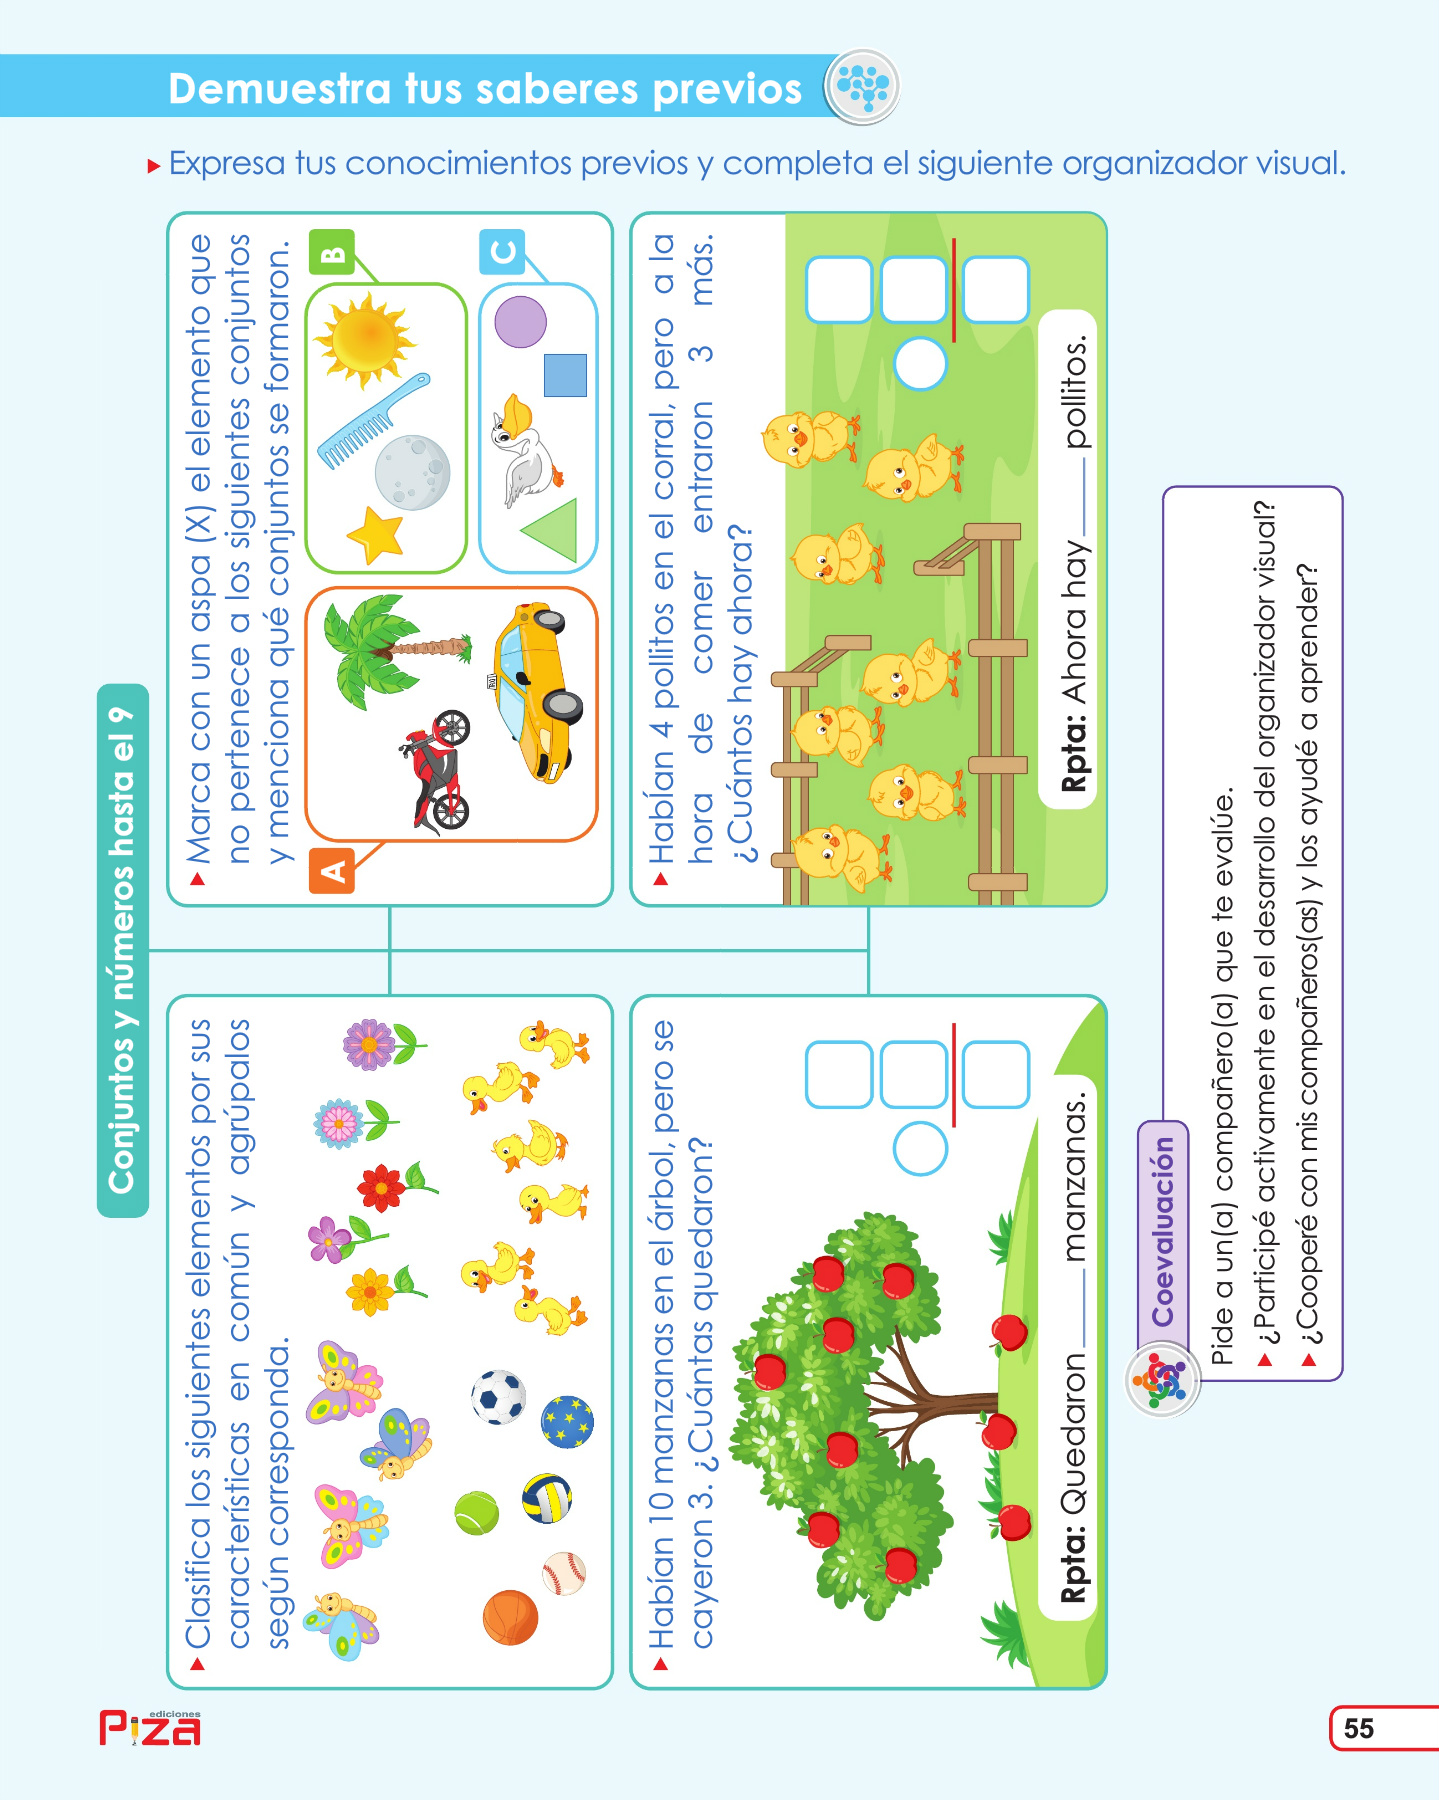 Demuestra tus saberes previos
Expresa tus conocimientos previos y completa el siguiente organizador visual.
Conjuntos y números hasta el 9
Clasifica los siguientes elementos por sus
características en común y agrúpalos
según corresponda.
Marca con un aspa (X) el elemento que
no pertenece a los siguientes conjuntos
y menciona qué conjuntos se formaron.
A
B
C
TAXI
Habían 10 manzanas en el árbol, pero se
cayeron 3. ¿Cuántas quedaron?
Rpta: Quedaron ____ manzanas.
Habían 4 pollitos en el corral, pero a la
hora de comer entraron 3 más.
¿Cuántos hay ahora?
Rpta: Ahora hay ____ pollitos.
Coevaluación
Pide a un(a) compañero(a) que te evalúe.
¿Participé activamente en el desarrollo del organizador visual?
¿Cooperé con mis compañeros(as) y los ayudé a aprender?
ediciones
Piza
55